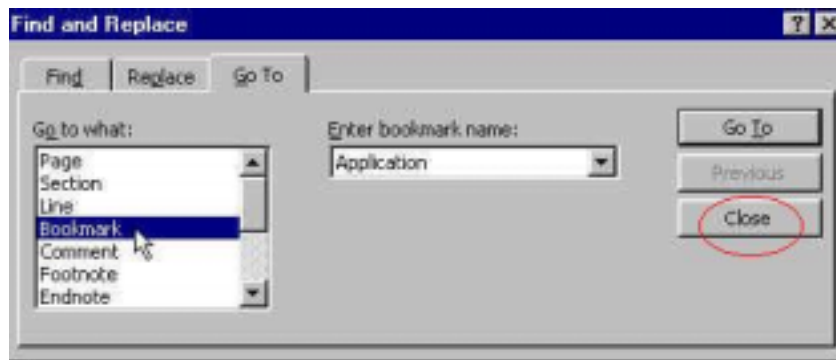 Find and Replace
Find Replace Go To
Go to what:
Page
Section
Line
Bookmark
Comment
Footnote
Endnote
Enter bookmark name:
Application
Go To
Previous
Close